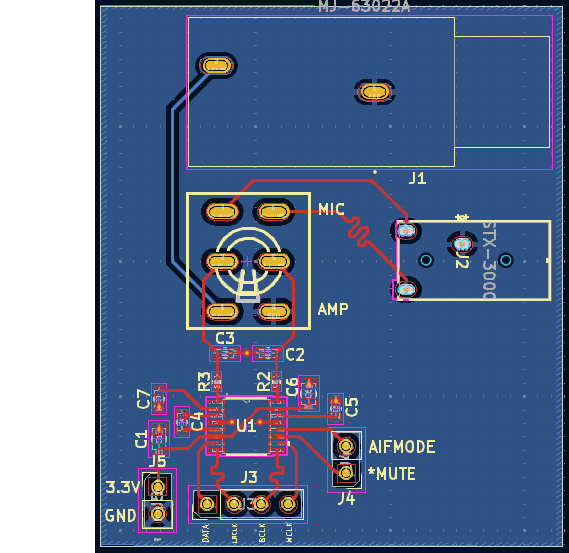 MJ-63022A
J1
MIC
STX-3000
J2
AMP
C3
C2
R3
R2
C6
C7
C4
C5
U1
C1
AIFMODE
J5
J3
*MUTE
3.3V
J4
GND
DATA
LRCLK
BCLK
MCLK